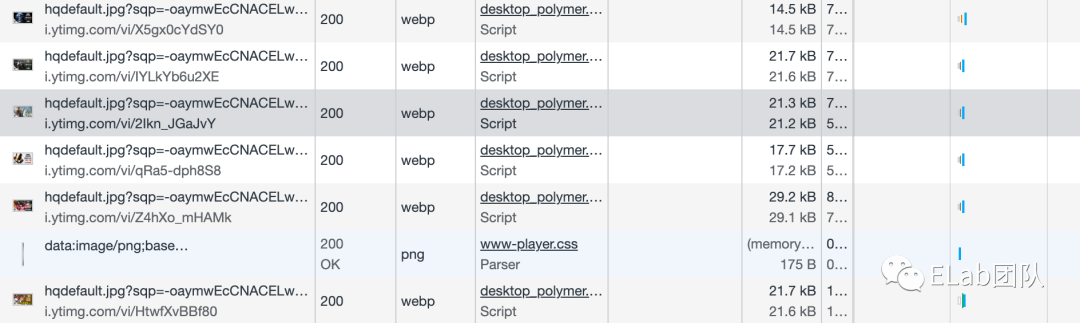 hqdefault.jpg?sqp=-oaymwEcCNACELw… 200 webp desktop_polymer.… 14.5 kB 7…
i.ytimg.com/vi/X5gx0cYdSY0 Script 14.5 kB 7…
hqdefault.jpg?sqp=-oaymwEcCNACELw… 200 webp desktop_polymer.… 21.7 kB 7…
i.ytimg.com/vi/IYLkYb6u2XE Script 21.6 kB 7…
hqdefault.jpg?sqp=-oaymwEcCNACELw… 200 webp desktop_polymer.… 21.3 kB 7…
i.ytimg.com/vi/2Ikn_JGaJvY Script 21.2 kB 5…
hqdefault.jpg?sqp=-oaymwEcCNACELw… 200 webp desktop_polymer.… 17.7 kB 5…
i.ytimg.com/vi/qRa5-dph8S8 Script 17.2 kB 5…
hqdefault.jpg?sqp=-oaymwEcCNACELw… 200 webp desktop_polymer.… 29.2 kB 8…
i.ytimg.com/vi/Z4hXo_mHAMk Script 29.1 kB 7…
data:image/png;base… 200 png www-player.css (memory… 0…
OK Parser 175 B 0…
ELab团队
hqdefault.jpg?sqp=-oaymwEcCNACELw… 200 webp desktop_polymer.… 21.7 kB 1…
i.ytimg.com/vi/HtwfXvBBf80 Script 21.6 kB 1…